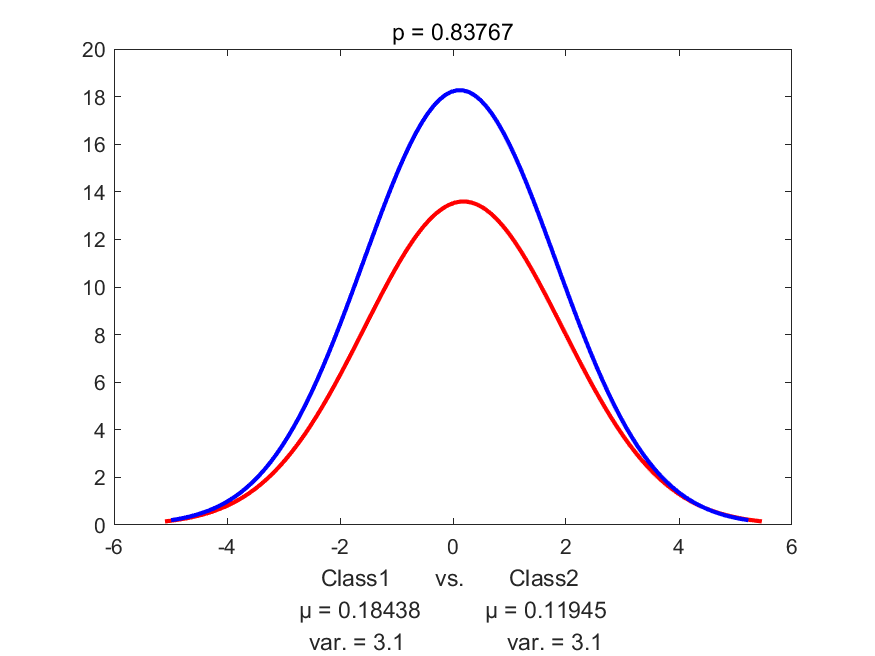 p = 0.83767
20
18
16
14
12
10
8
6
4
2
0
-6 -4 -2 0 2 4 6
Class1 vs. Class2
μ = 0.18438 μ = 0.11945
var. = 3.1 var. = 3.1